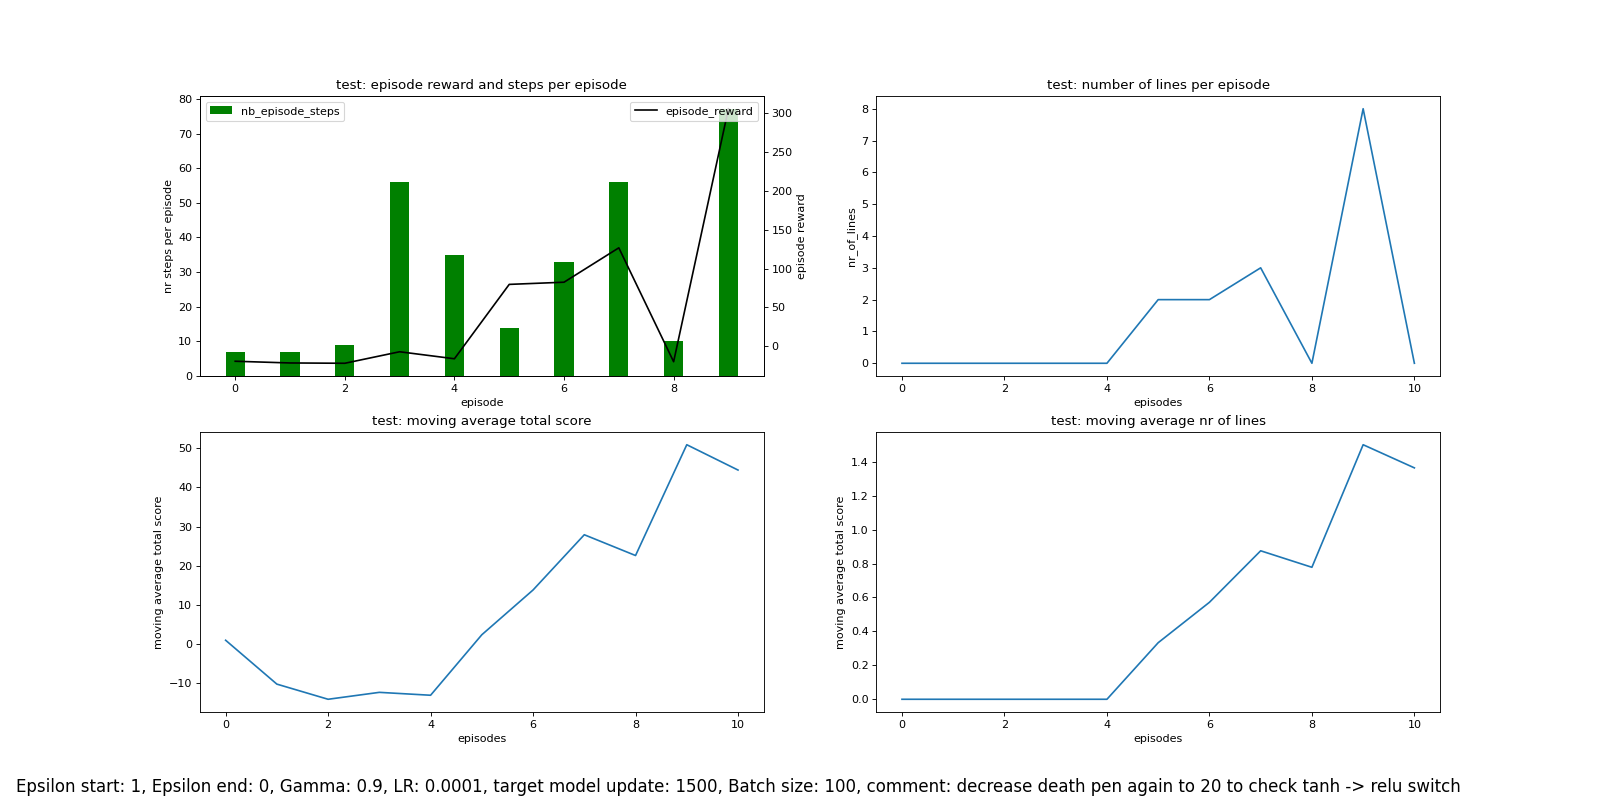 test: episode reward and steps per episode
nb_episode_steps
episode_reward
80
70
60
50
40
30
20
10
0
nr steps per episode
300
250
200
150
100
50
0
episode reward
0 2 4 6 8
episode
test: number of lines per episode
8
7
6
5
4
3
2
1
0
nr_of_lines
0 2 4 6 8 10
episodes
test: moving average total score
50
40
30
20
10
0
−10
moving average total score
0 2 4 6 8 10
episodes
test: moving average nr of lines
1.4
1.2
1.0
0.8
0.6
0.4
0.2
0.0
moving average total score
0 2 4 6 8 10
episodes
Epsilon start: 1, Epsilon end: 0, Gamma: 0.9, LR: 0.0001, target model update: 1500, Batch size: 100, comment: decrease death pen again to 20 to check tanh -> relu switch